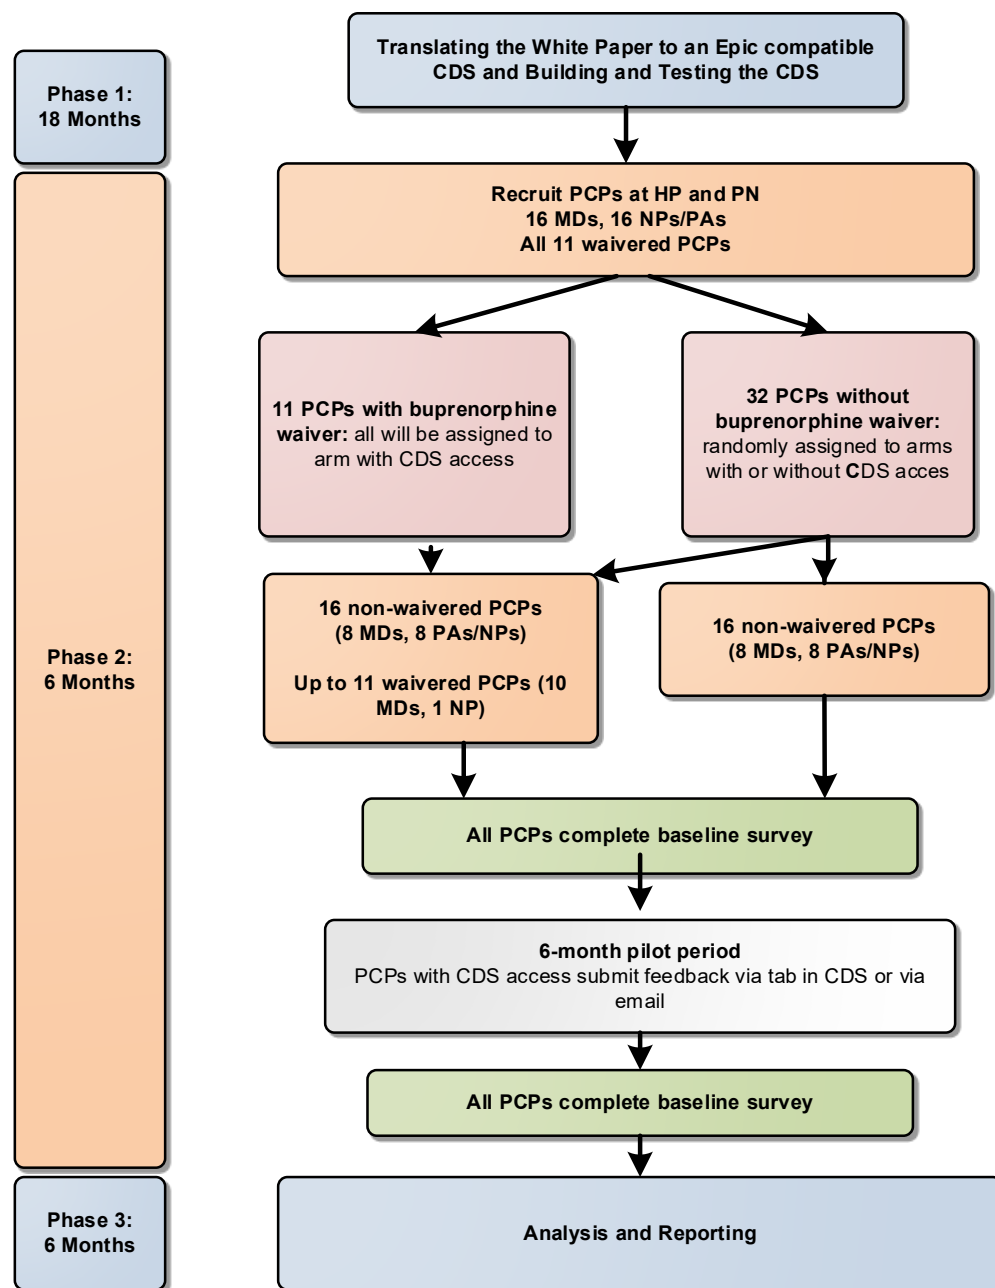 Translating the White Paper to an Epic compatible
CDS and Building and Testing the CDS
Phase 1:
18 Months
Recruit PCPs at HP and PN
16 MDs, 16 NPs/PAs
All 11 waivered PCPs
11 PCPs with buprenorphine
waiver: all will be assigned to
arm with CDS access
32 PCPs without
buprenorphine waiver:
randomly assigned to arms
with or without CDS acces
Phase 2:
6 Months
16 non-waivered PCPs
(8 MDs, 8 PAs/NPs)
Up to 11 waivered PCPs (10
MDs, 1 NP)
16 non-waivered PCPs
(8 MDs, 8 PAs/NPs)
All PCPs complete baseline survey
6-month pilot period
PCPs with CDS access submit feedback via tab in CDS or via
email
All PCPs complete baseline survey
Phase 3:
6 Months
Analysis and Reporting